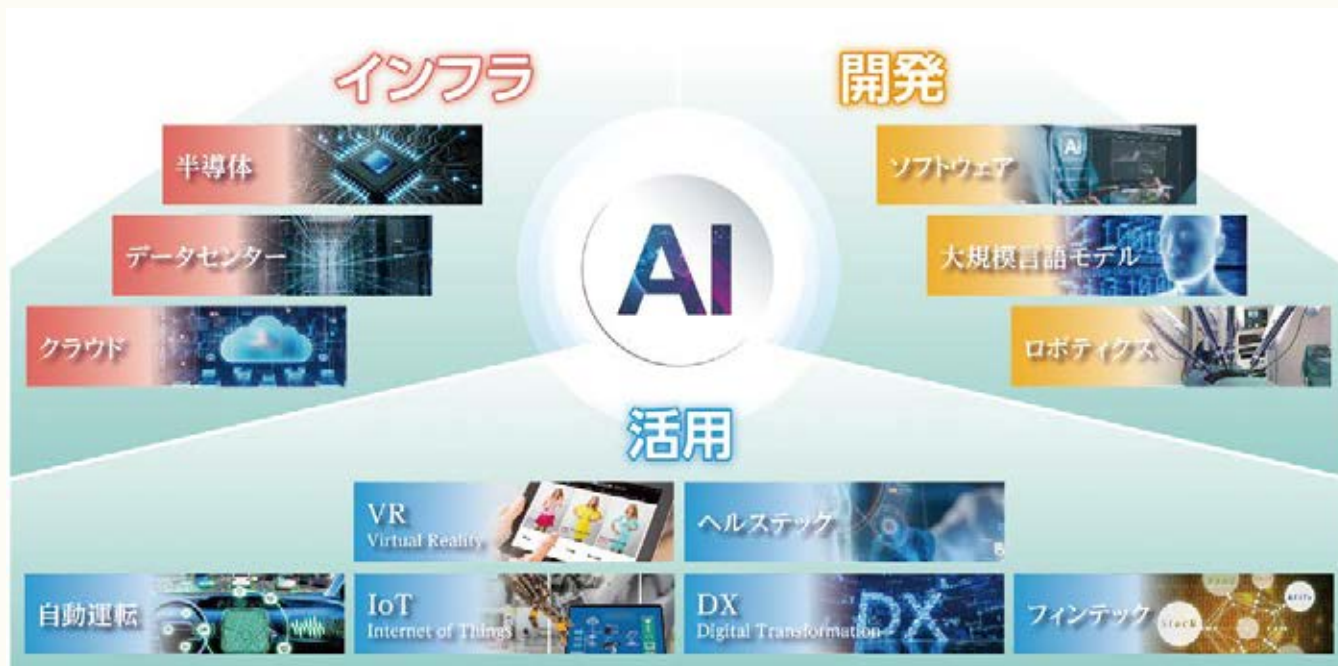 インフラ
開発
半導体
データセンター
クラウド
AI
ソフトウェア
AI
大規模言語モデル
ロボティクス
活用
VR
Virtual Reality
ヘルステック
自動運転
IoT
Internet of Things
DX
Digital Transformation
DX
フィンテック
Stock